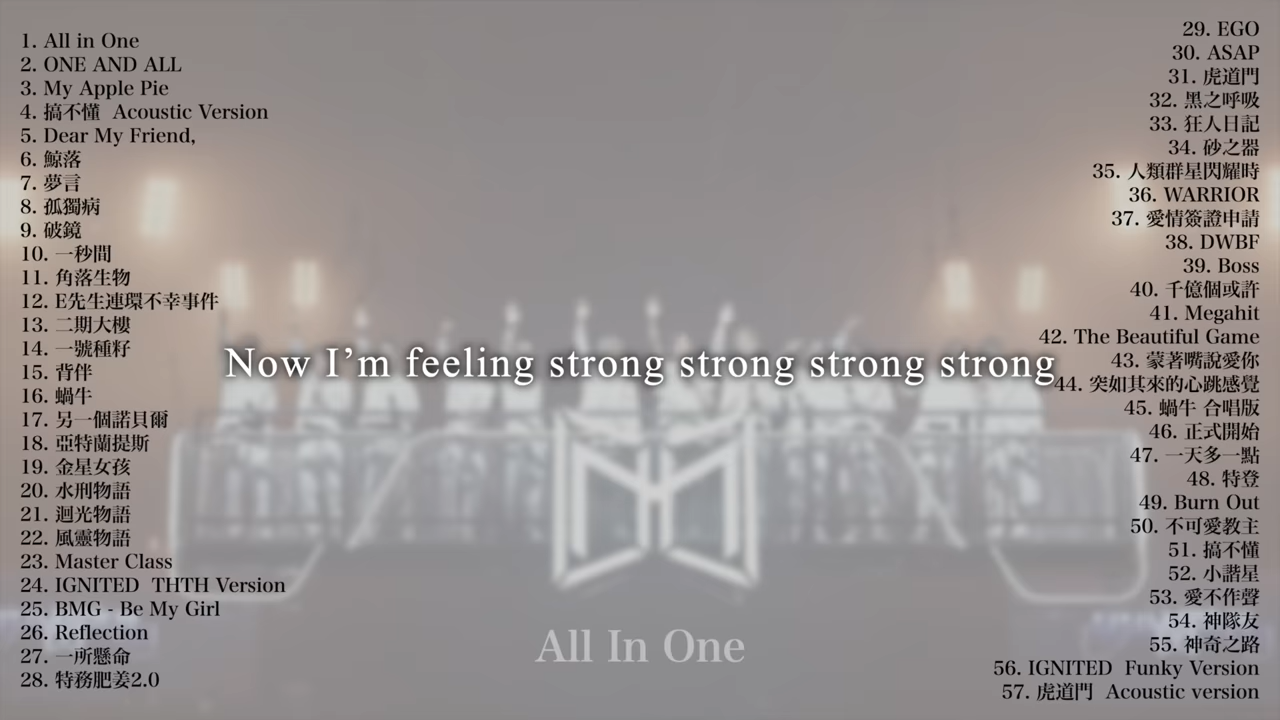 1. All in One
2. ONE AND ALL
3. My Apple Pie
4. 搞不懂  Acoustic Version
5. Dear My Friend,
6. 鯨落
7. 夢言
8. 孤獨病
9. 破鏡
10. 一秒間
11. 角落生物
12. E先生連環不幸事件
13. 二期大樓
14. 一號種籽
15. 背伴
16. 蝸牛
17. 另一個諾貝爾
18. 亞特蘭提斯
19. 金星女孩
20. 水刑物語
21. 迴光物語
22. 風靈物語
23. Master Class
24. IGNITED  THTH Version
25. BMG - Be My Girl
26. Reflection
27. 一所懸命
28. 特務肥姜2.0
Now I’m feeling strong strong strong strong
All In One
29. EGO
30. ASAP
31. 虎道門
32. 黑之呼吸
33. 狂人日記
34. 砂之器
35. 人類群星閃耀時
36. WARRIOR
37. 愛情簽證申請
38. DWBF
39. Boss
40. 千億個或許
41. Megahit
42. The Beautiful Game
43. 蒙著嘴說愛你
44. 突如其來的心跳感覺
45. 蝸牛 合唱版
46. 正式開始
47. 一天多一點
48. 特登
49. Burn Out
50. 不可愛教主
51. 搞不懂
52. 小諧星
53. 愛不作聲
54. 神隊友
55. 神奇之路
56. IGNITED  Funky Version
57. 虎道門  Acoustic version